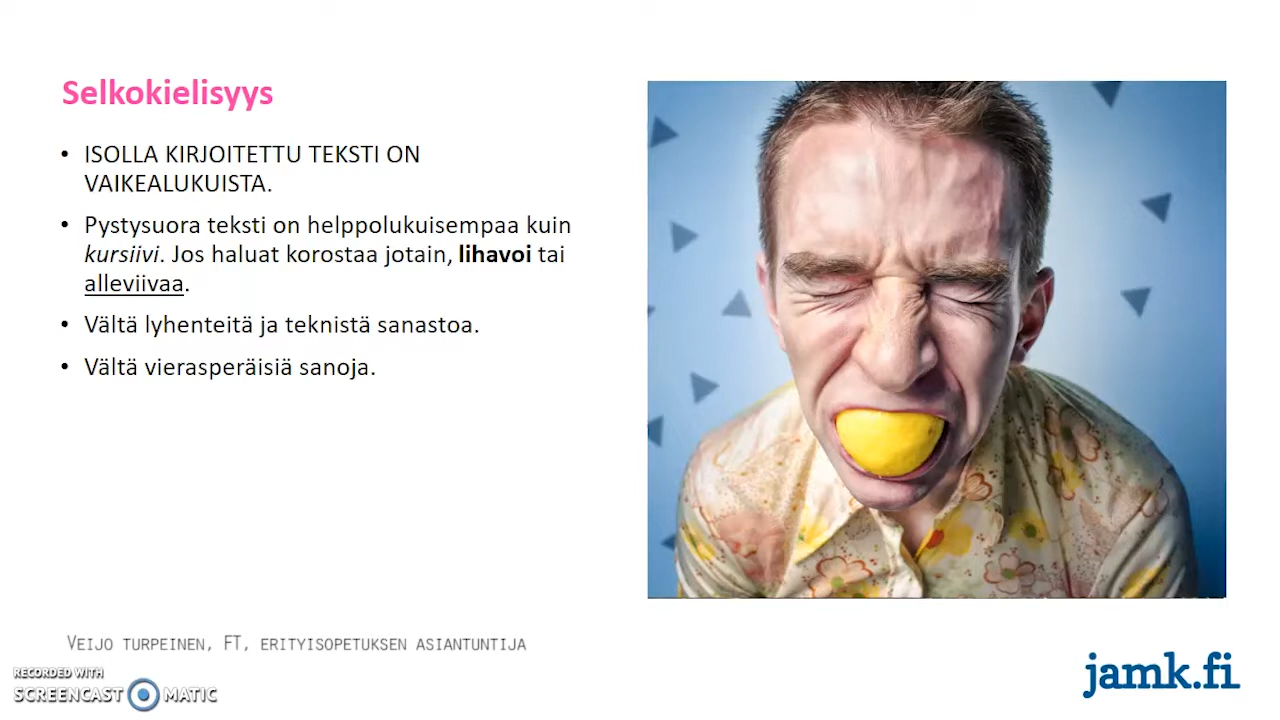 Selkokielisyys
• ISOLLA KIRJOITETTU TEKSTI ON
VAIKEALUKUISTA.
• Pystysuora teksti on helppolukuisempaa kuin
kursiivi. Jos haluat korostaa jotain, lihavoi tai
alleviivaa.
• Vältä lyhenteitä ja teknistä sanastoa.
• Vältä vierasperäisiä sanoja.
VEIJO TURPEINEN, FT, ERITYISOPETUKSEN ASIANTUNTIJA
RECORDED WITH
SCREENCAST MATIC
jamk.fi